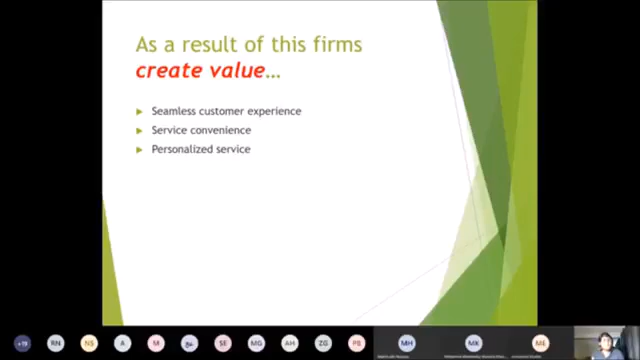 As a result of this firms
create value…
Seamless customer experience
Service convenience
Personalized service
+19
RN
NS
A
M
SE
MG
AH
ZG
PB
MH
MK
ME